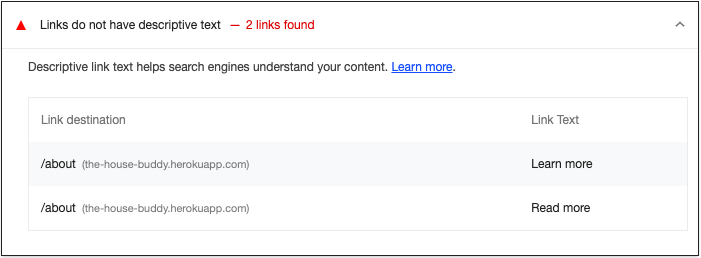 Links do not have descriptive text — 2 links found
Descriptive link text helps search engines understand your content. Learn more.
Link destination Link Text
/about (the-house-buddy.herokuapp.com) Learn more
/about (the-house-buddy.herokuapp.com) Read more